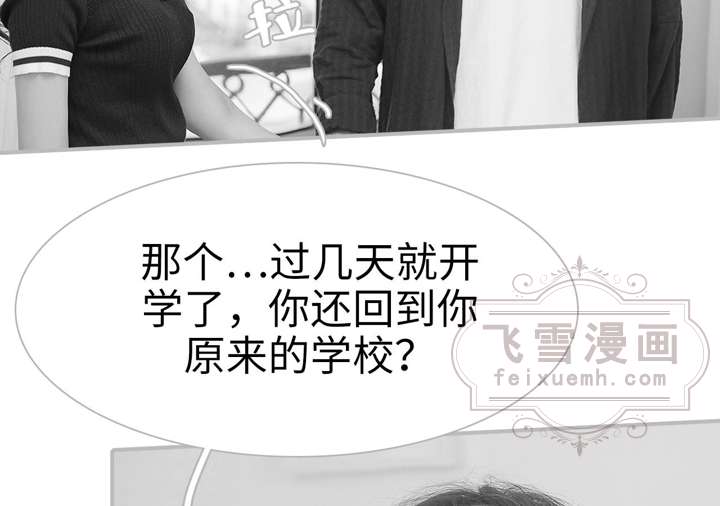 拉
那个…过几天就开
学了，你还回到你
原来的学校？
飞雪漫画
feixuemh.com